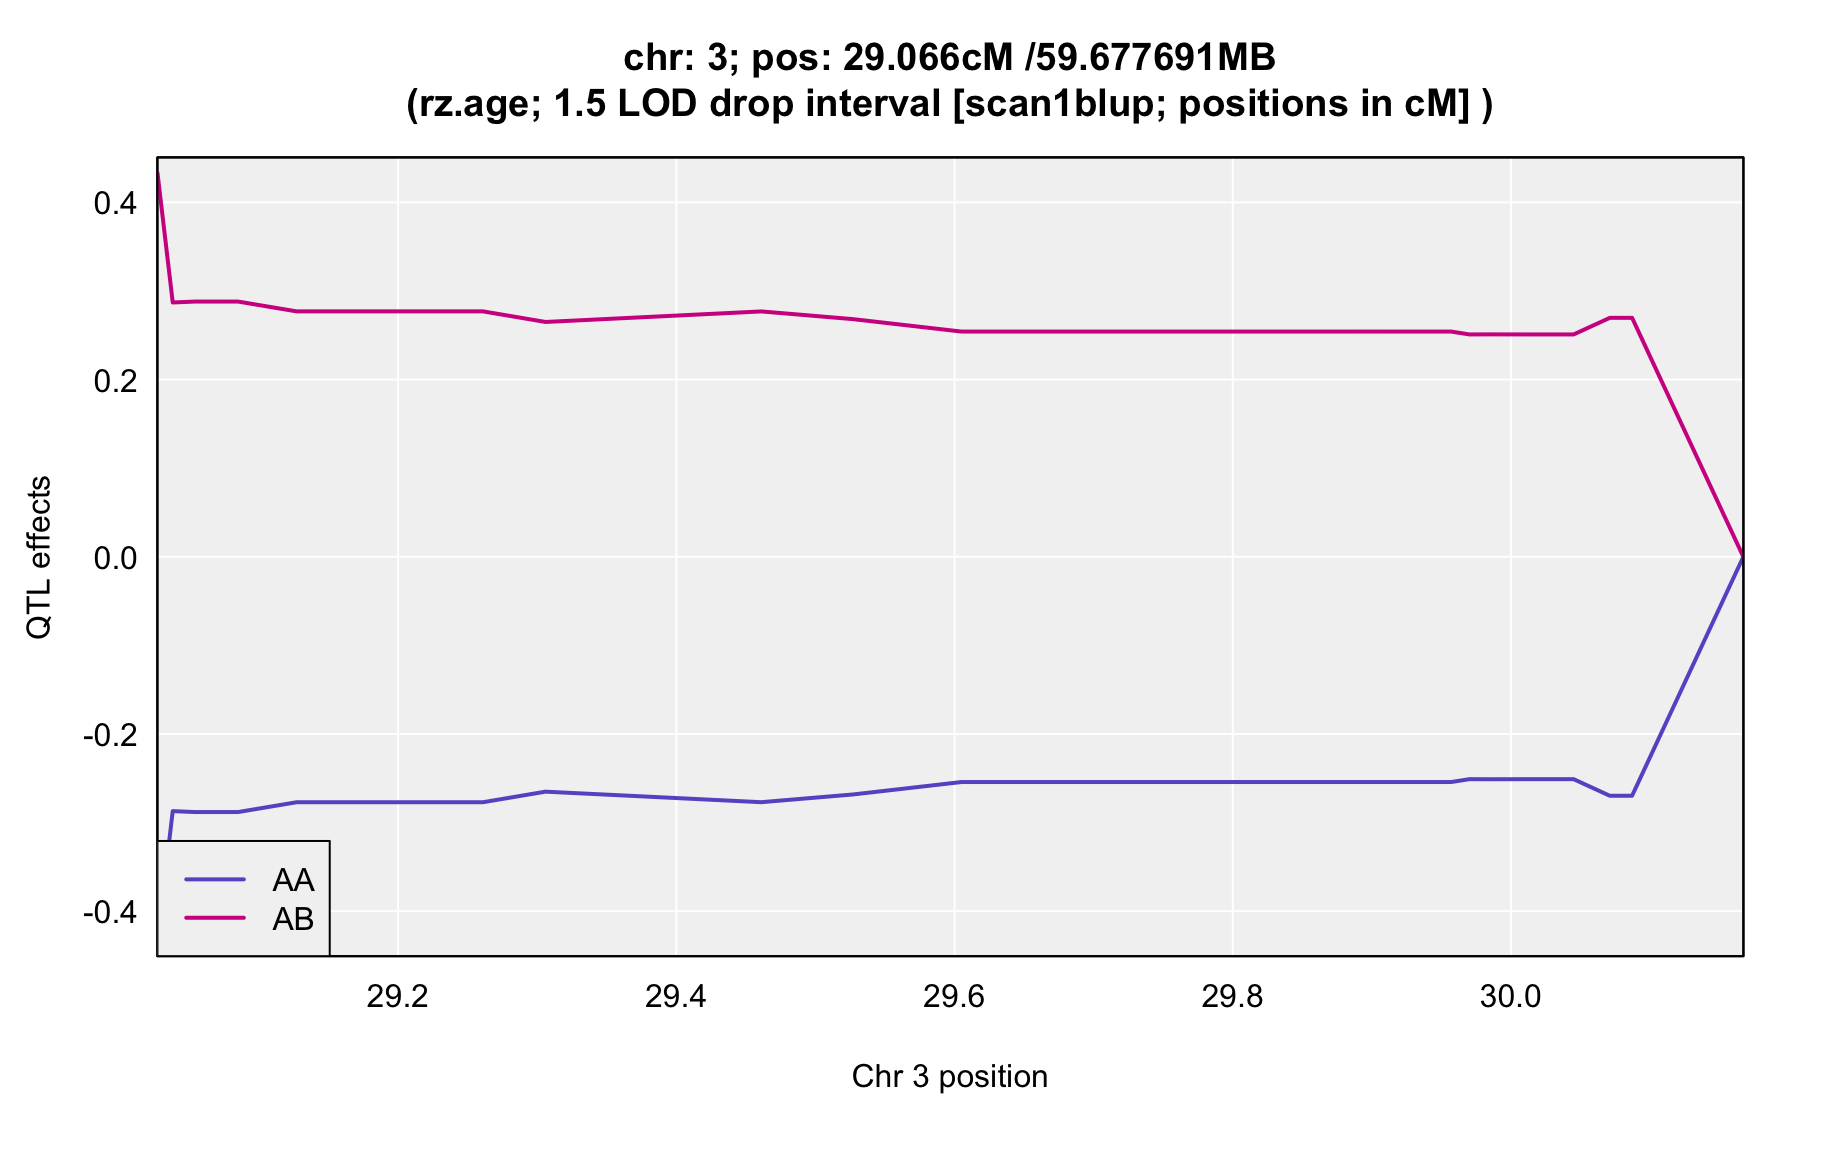 chr: 3; pos: 29.066cM /59.677691MB
(rz.age; 1.5 LOD drop interval [scan1blup; positions in cM] )
QTL effects
0.4
0.2
0.0
-0.2
-0.4
AA
AB
29.2
29.4
29.6
29.8
30.0
Chr 3 position